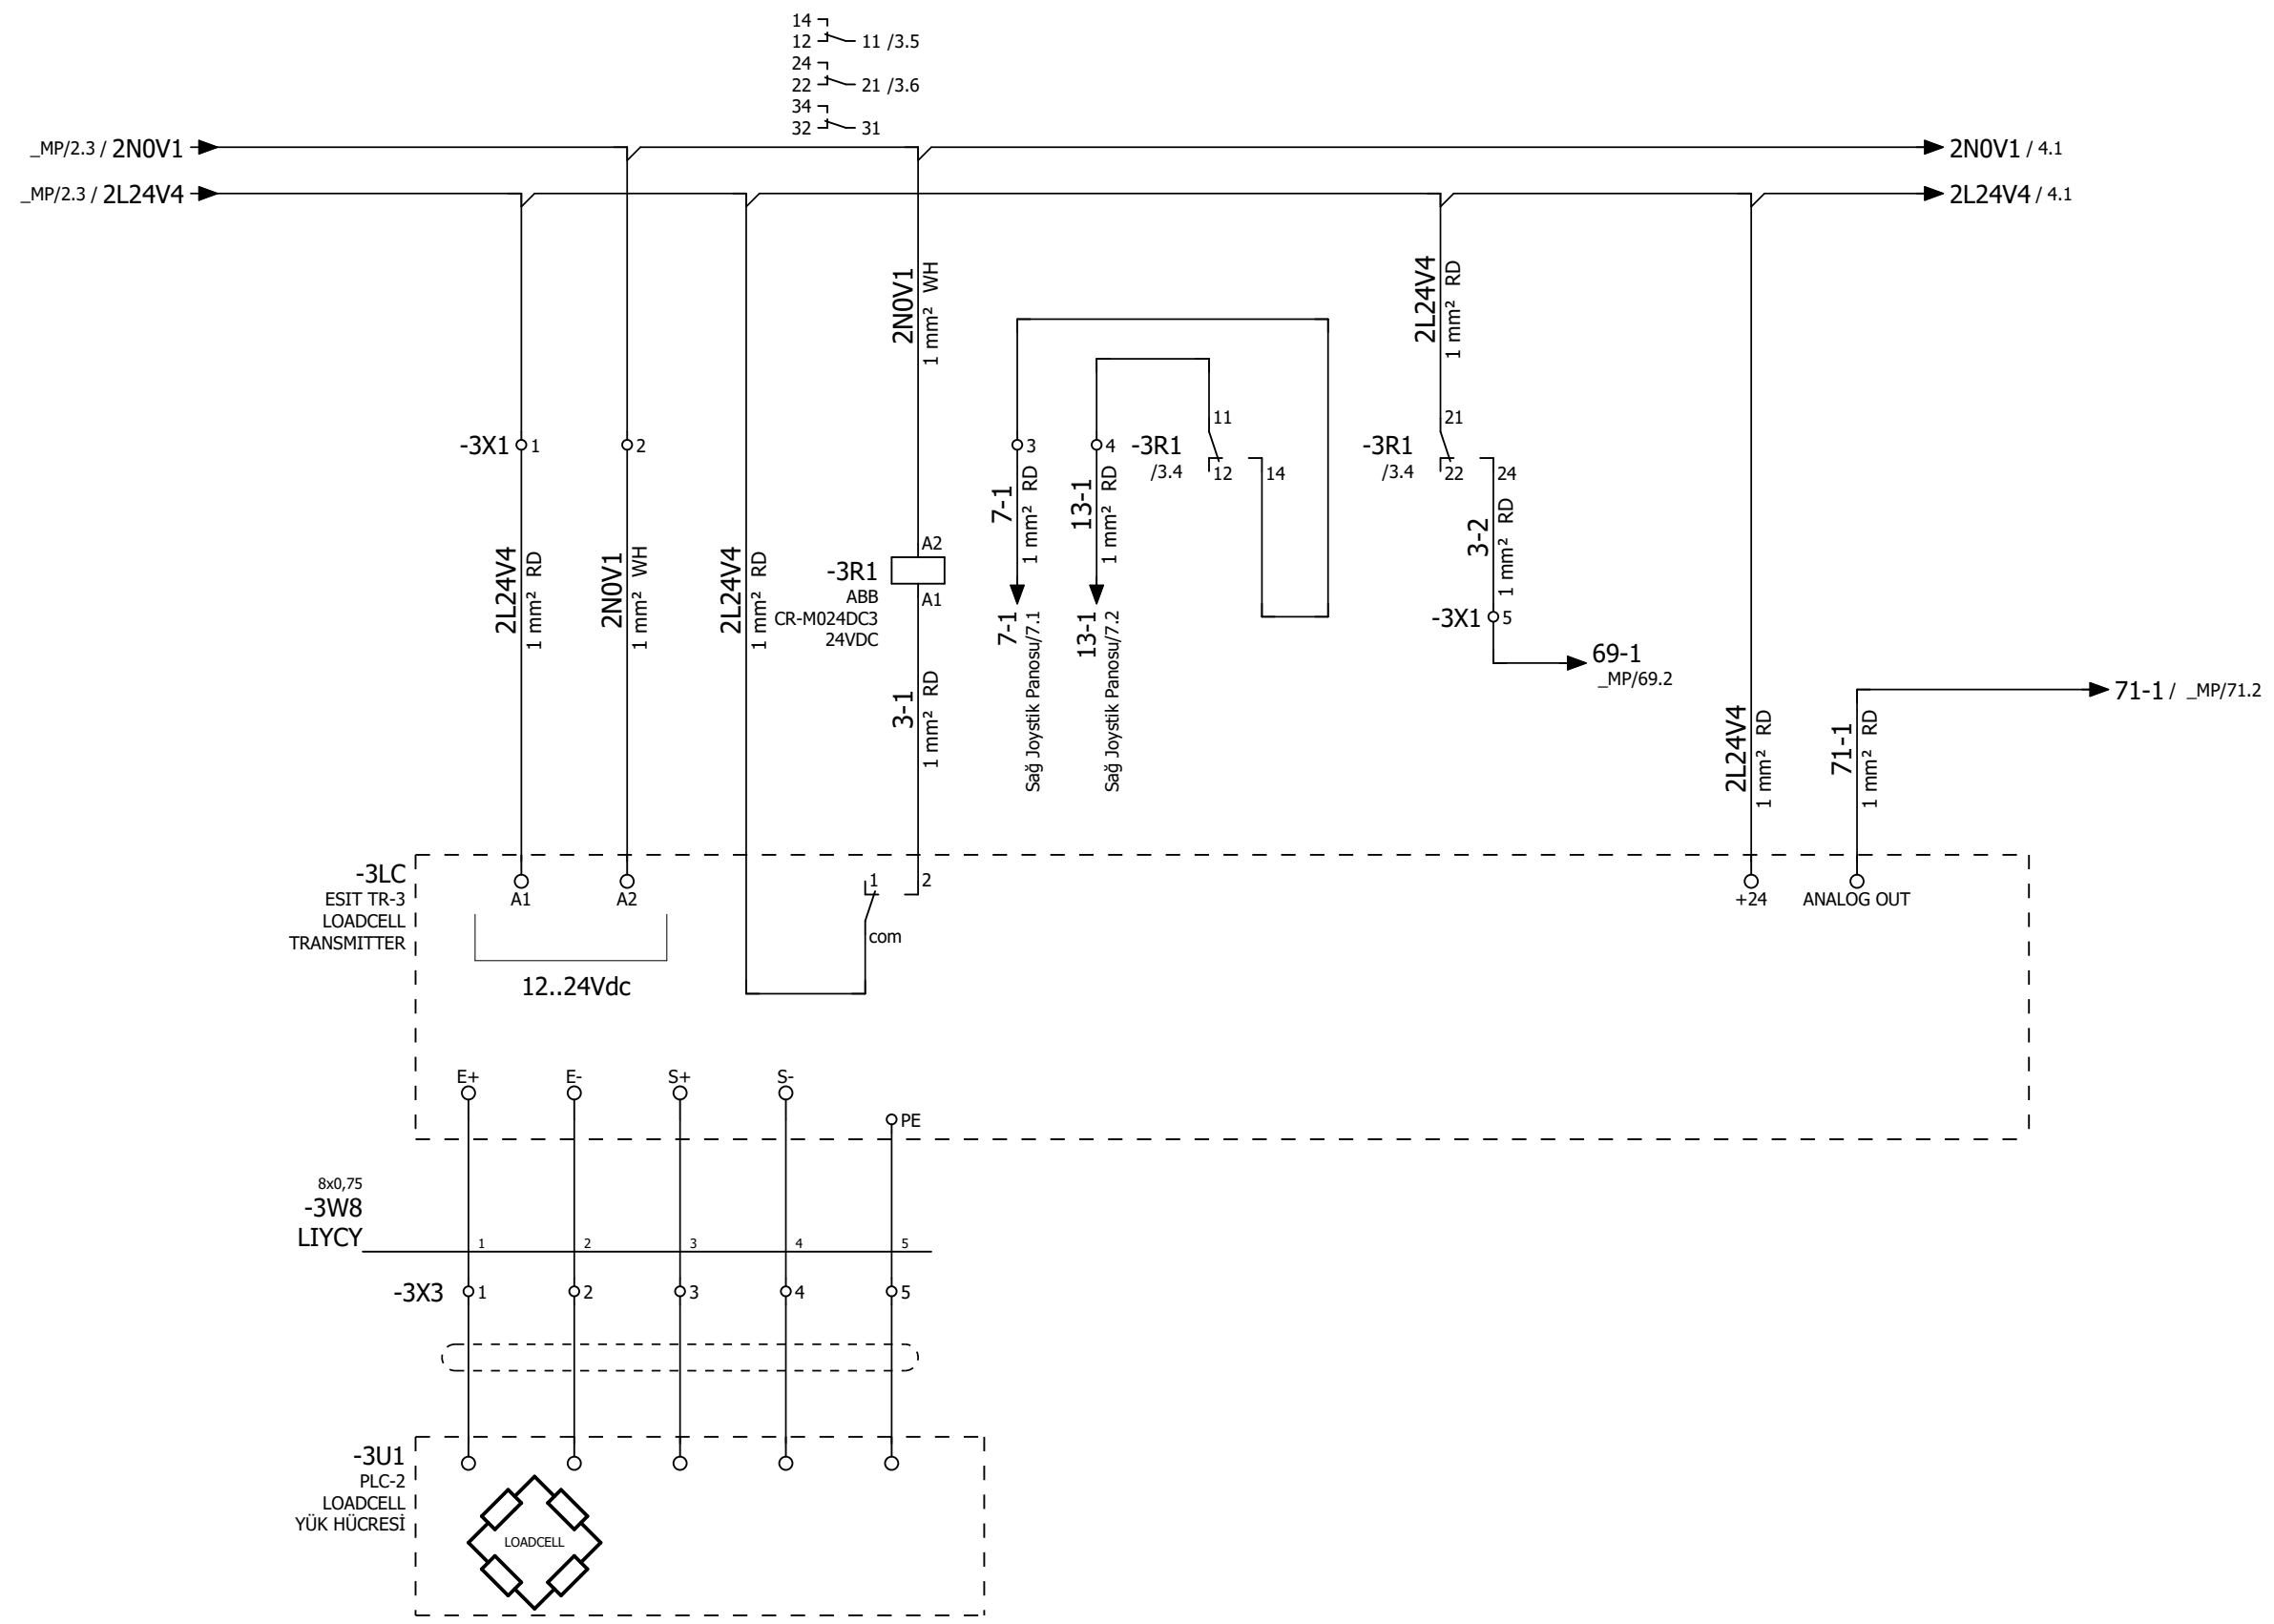 14
12 11 /3.5
24
22 21 /3.6
34
32 31
_MP/2.3 / 2N0V1
2N0V1 / 4.1
_MP/2.3 / 2L24V4
2L24V4 / 4.1
2N0V1
1 mm² WH
2L24V4
1 mm² RD
-3X1 1
2
3
4
-3R1
/3.4
11
12
14
-3R1
/3.4
21
22
24
7-1
1 mm² RD
13-1
1 mm² RD
3-2
1 mm² RD
2L24V4
1 mm² RD
2N0V1
1 mm² WH
2L24V4
1 mm² RD
A2
-3R1
ABB
CR-M024DC3
24VDC
A1
7-1
Sağ Joystik Panosu/7.1
13-1
Sağ Joystik Panosu/7.2
-3X1 5
69-1
_MP/69.2
3-1
1 mm² RD
71-1 / _MP/71.2
2L24V4
1 mm² RD
71-1
1 mm² RD
-3LC
ESIT TR-3
LOADCELL
TRANSMITTER
A1
A2
12..24Vdc
1
2
com
+24
ANALOG OUT
E+
E-
S+
S-
PE
8x0,75
-3W8
LIYCY
1
2
3
4
5
-3X3
1
2
3
4
5
-3U1
PLC-2
LOADCELL
YÜK HÜCRESİ
LOADCELL